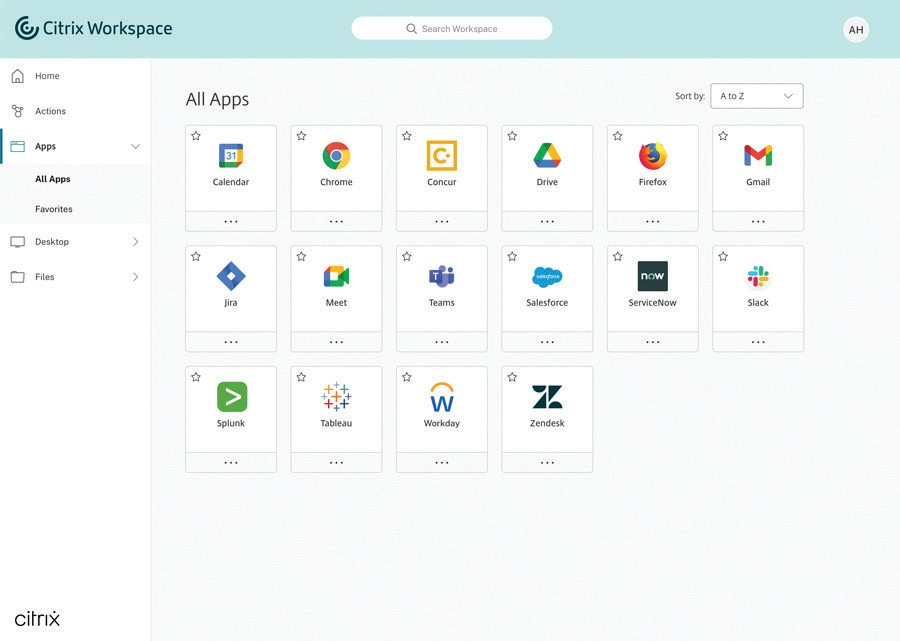 Citrix Workspace
Search Workspace
AH
Home
Actions
Apps
All Apps
Favorites
Desktop
Files
All Apps
Sort by: A to Z
31
Calendar
Chrome
C
Concur
Drive
Firefox
Gmail
Jira
Meet
T
Teams
salesforce
Salesforce
now
ServiceNow
Slack
Splunk
Tableau
W
Workday
Zendesk
citrix